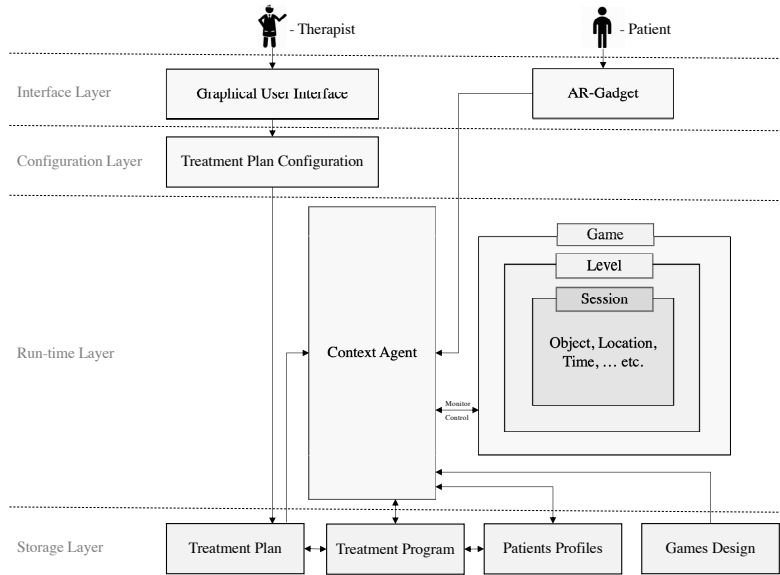 - Therapist
- Patient
Interface Layer
Graphical User Interface
AR-Gadget
Configuration Layer
Treatment Plan Configuration
Game
Level
Session
Object, Location,
Time, ... etc.
Run-time Layer
Context Agent
Monitor
Control
Storage Layer
Treatment Plan
Treatment Program
Patients Profiles
Games Design